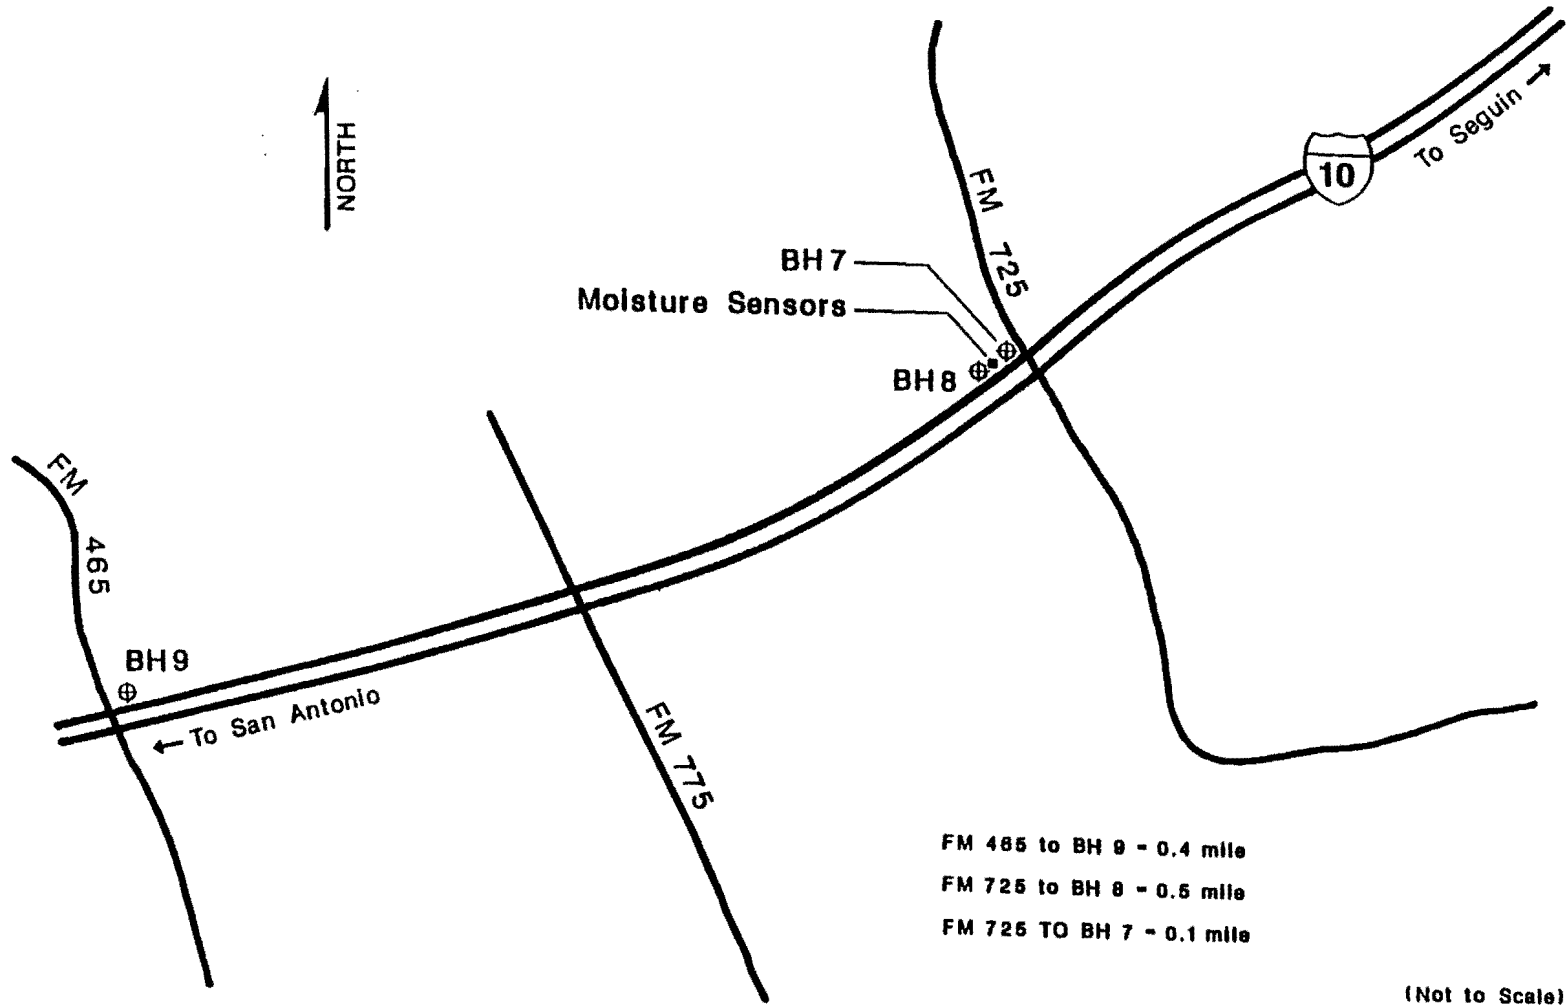 NORTH
FM 725
10
To Seguin →
BH 7
Moisture Sensors
BH 8
FM 465
BH 9
← To San Antonio
FM 775
FM 465 to BH 9 - 0.4 mile
FM 725 to BH 8 - 0.5 mile
FM 725 TO BH 7 - 0.1 mile
(Not to Scale)